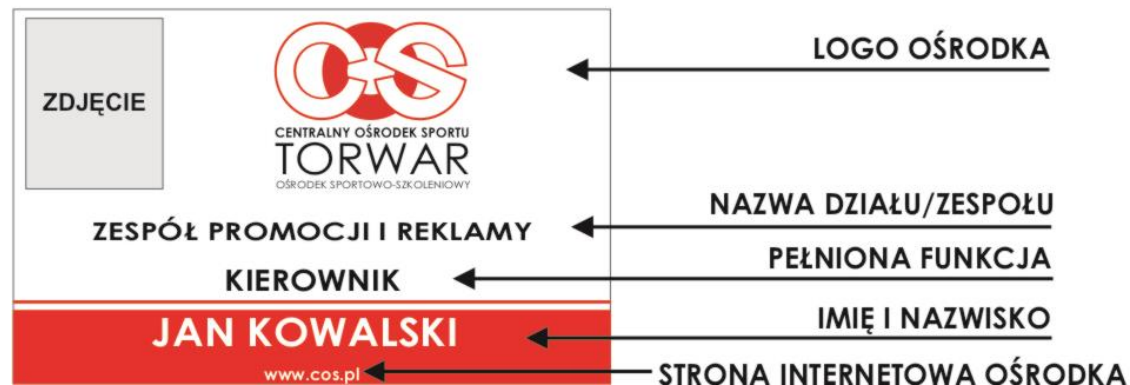 ZDJĘCIE
COS
CENTRALNY OŚRODEK SPORTU
TORWAR
OŚRODEK SPORTOWO-SZKOLENIOWY
LOGO OŚRODKA
ZESPÓŁ PROMOCJI I REKLAMY
NAZWA DZIAŁU/ZESPOŁU
KIEROWNIK
PEŁNIONA FUNKCJA
JAN KOWALSKI
IMIĘ I NAZWISKO
www.cos.pl
STRONA INTERNETOWA OŚRODKA